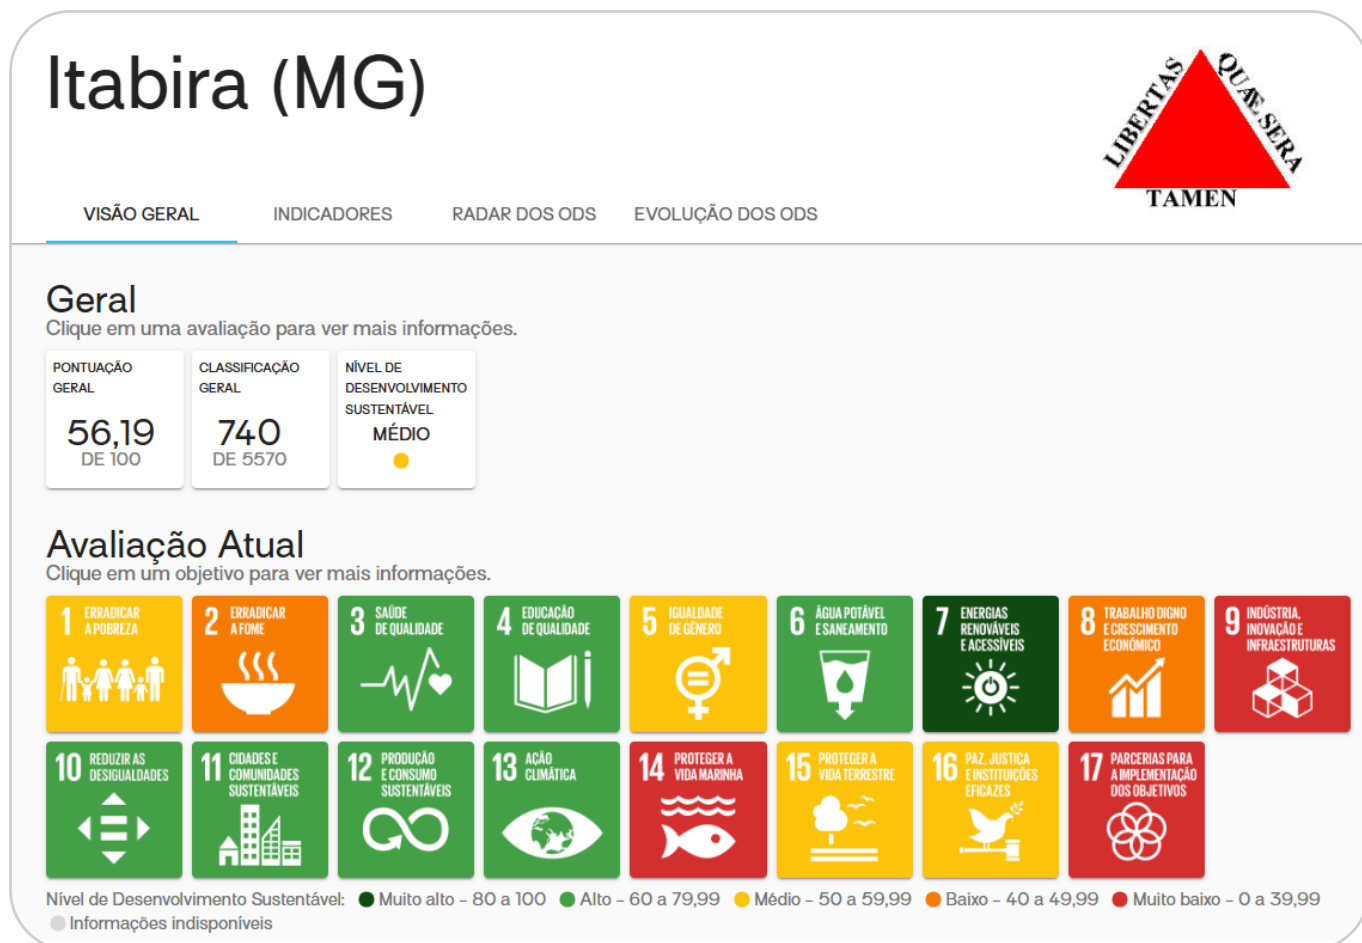 Itabira (MG)
LIBERTAS
QUAE SERA
TAMEN
VISÃO GERAL
INDICADORES
RADAR DOS ODS
EVOLUÇÃO DOS ODS
Geral
Clique em uma avaliação para ver mais informações.
PONTUAÇÃO
GERAL
56,19
DE 100
CLASSIFICAÇÃO
GERAL
740
DE 5570
NÍVEL DE
DESENVOLVIMENTO
SUSTENTÁVEL
MÉDIO
Avaliação Atual
Clique em um objetivo para ver mais informações.
1 ERRADICAR
A POBREZA
2 ERRADICAR
A FOME
3 SAÚDE
DE QUALIDADE
4 EDUCAÇÃO
DE QUALIDADE
5 IGUALDADE
DE GÉNERO
6 ÁGUA POTÁVEL
E SANEAMENTO
7 ENERGIAS
RENOVÁVEIS
E ACESSÍVEIS
8 TRABALHO DIGNO
E CRESCIMENTO
ECONÓMICO
9 INDÚSTRIA,
INOVAÇÃO E
INFRAESTRUTURAS
10 REDUZIR AS
DESIGUALDADES
11 CIDADES E
COMUNIDADES
SUSTENTÁVEIS
12 PRODUÇÃO
E CONSUMO
SUSTENTÁVEIS
13 AÇÃO
CLIMÁTICA
14 PROTEGER A
VIDA MARINHA
15 PROTEGER A
VIDA TERRESTRE
16 PAZ, JUSTIÇA
E INSTITUIÇÕES
EFICAZES
17 PARCERIAS PARA
A IMPLEMENTAÇÃO
DOS OBJETIVOS
Nível de Desenvolvimento Sustentável: Muito alto - 80 a 100 Alto - 60 a 79,99 Médio - 50 a 59,99 Baixo - 40 a 49,99 Muito baixo - 0 a 39,99
Informações indisponíveis